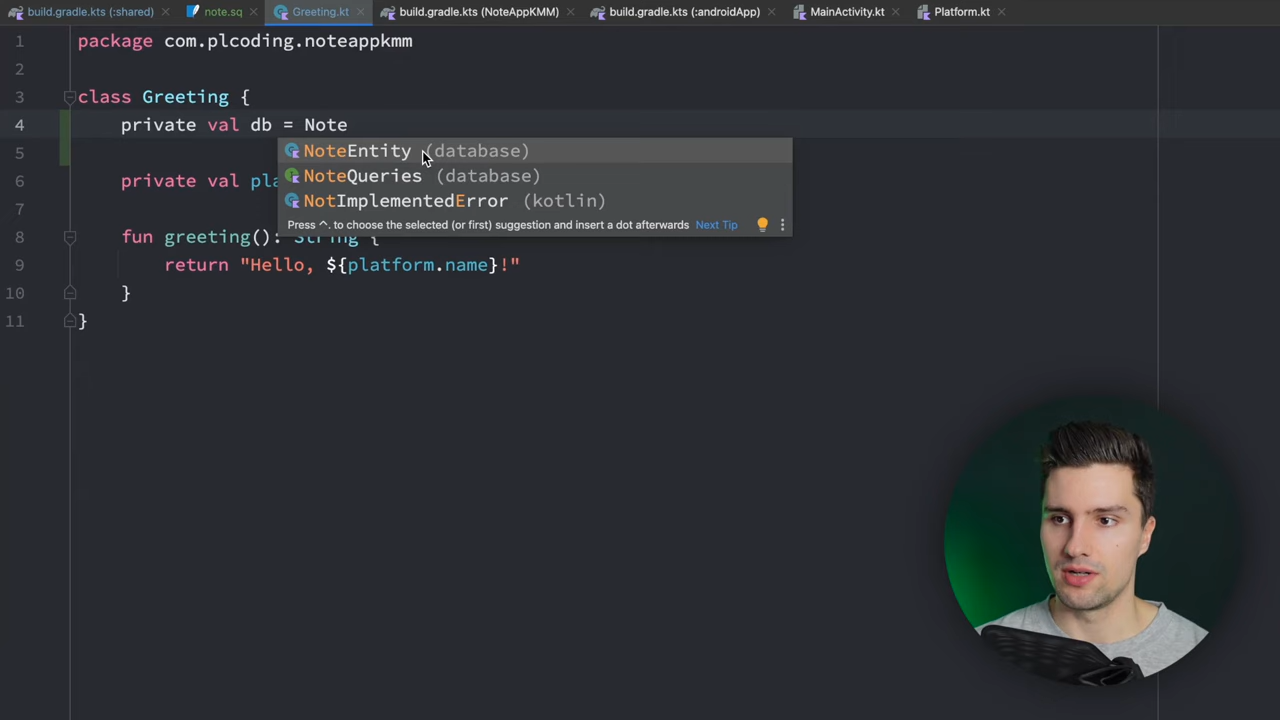 build.gradle.kts (:shared) note.sq Greeting.kt build.gradle.kts (NoteAppKMM) build.gradle.kts (:androidApp) MainActivity.kt Platform.kt
1 package com.plcoding.noteappkmm
2
3 class Greeting {
4 private val db = Note
5
NoteEntity (database)
NoteQueries (database)
NotImplementedError (kotlin)
Press ^. to choose the selected (or first) suggestion and insert a dot afterwards Next Tip
6 private val pla
7
8 fun greeting(): String {
9 return "Hello, ${platform.name}!"
10 }
11 }